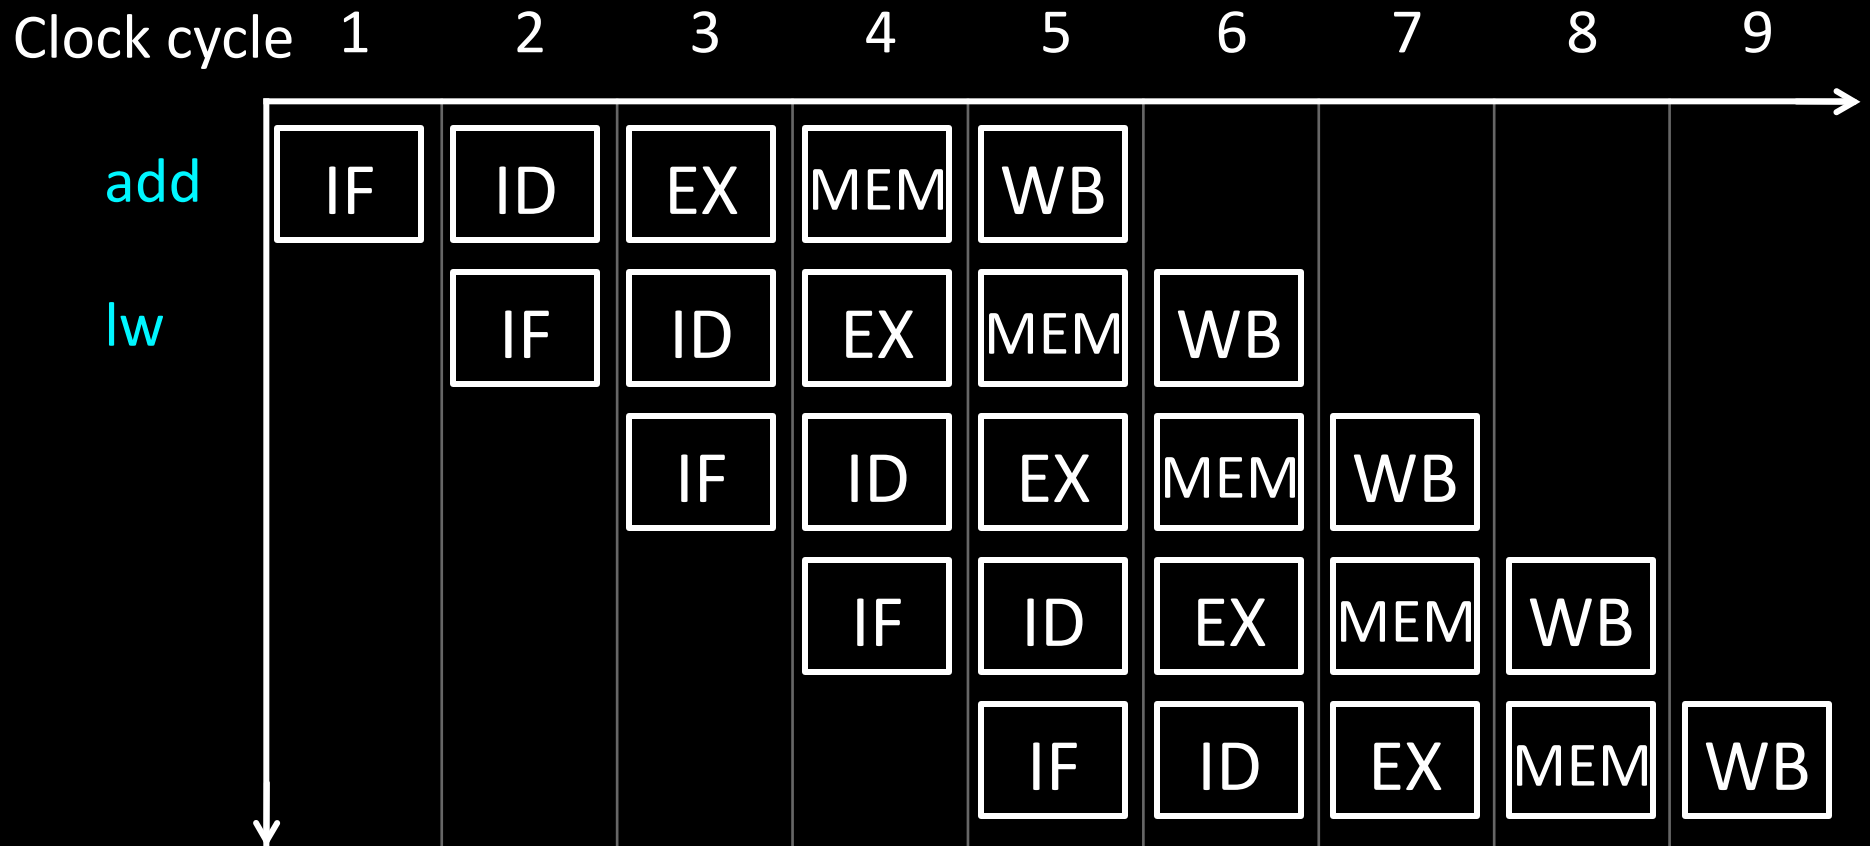 Clock cycle 1 2 3 4 5 6 7 8 9
add IF ID EX MEM WB
lw IF ID EX MEM WB
IF ID EX MEM WB
IF ID EX MEM WB
IF ID EX MEM WB